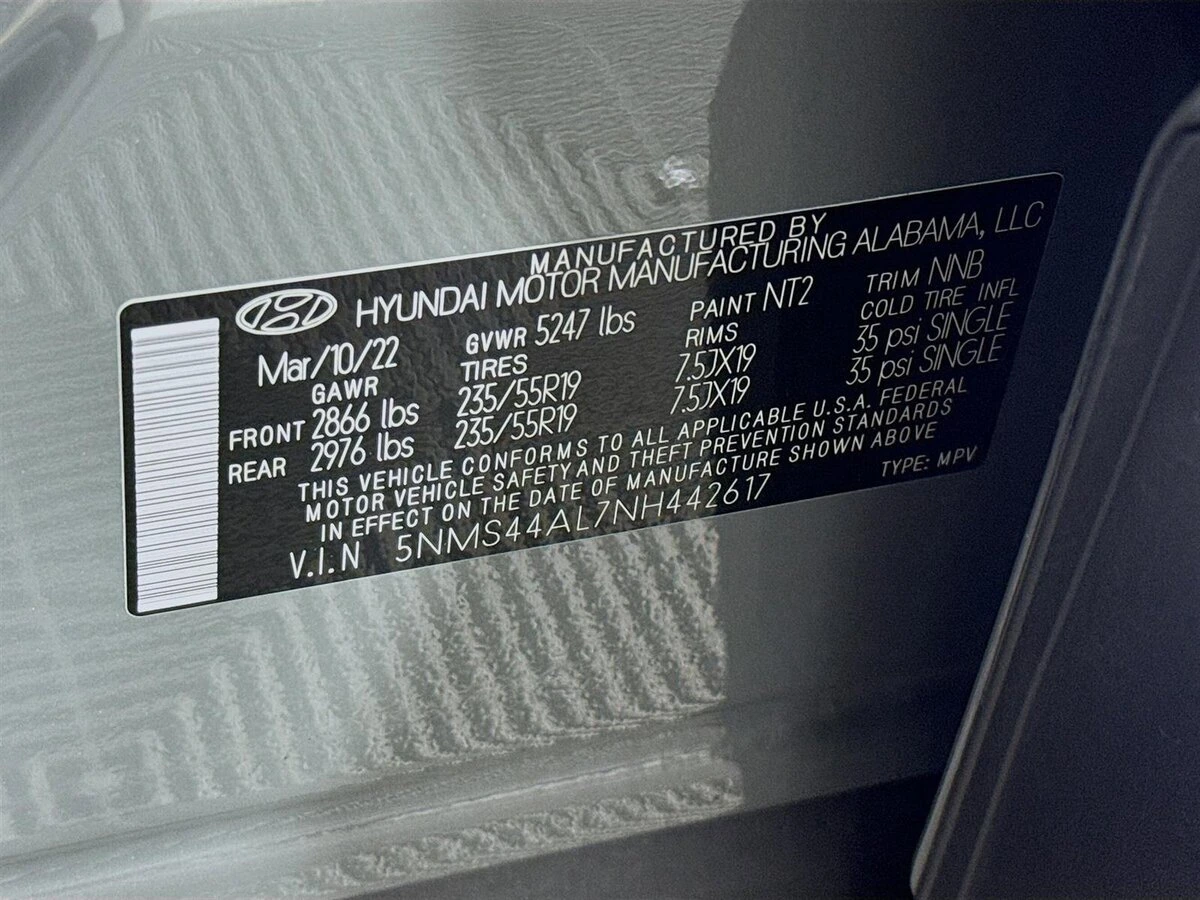 MANUFACTURED BY
HYUNDAI MOTOR MANUFACTURING ALABAMA, LLC
Mar/10/22 GVWR 5247 lbs PAINT NT2 TRIM NNB
GAWR TIRES RIMS COLD TIRE INFL
FRONT 2866 lbs 235/55R19 7.5JX19 35 psi SINGLE
REAR 2976 lbs 235/55R19 7.5JX19 35 psi SINGLE
THIS VEHICLE CONFORMS TO ALL APPLICABLE U.S.A. FEDERAL
MOTOR VEHICLE SAFETY AND THEFT PREVENTION STANDARDS
IN EFFECT ON THE DATE OF MANUFACTURE SHOWN ABOVE
V.I.N 5NMS44AL7NH442617 TYPE: MPV